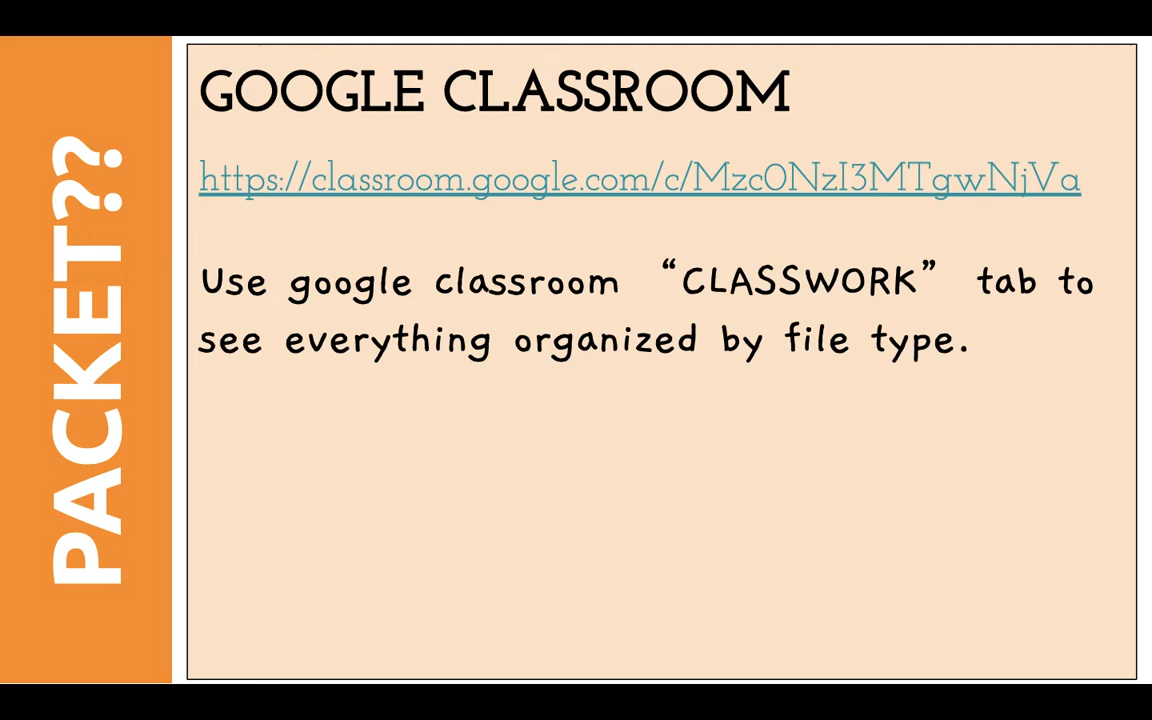 PACKET??
GOOGLE CLASSROOM
https://classroom.google.com/c/Mzc0NzI3MTgwNjVa
Use google classroom “CLASSWORK” tab to
see everything organized by file type.